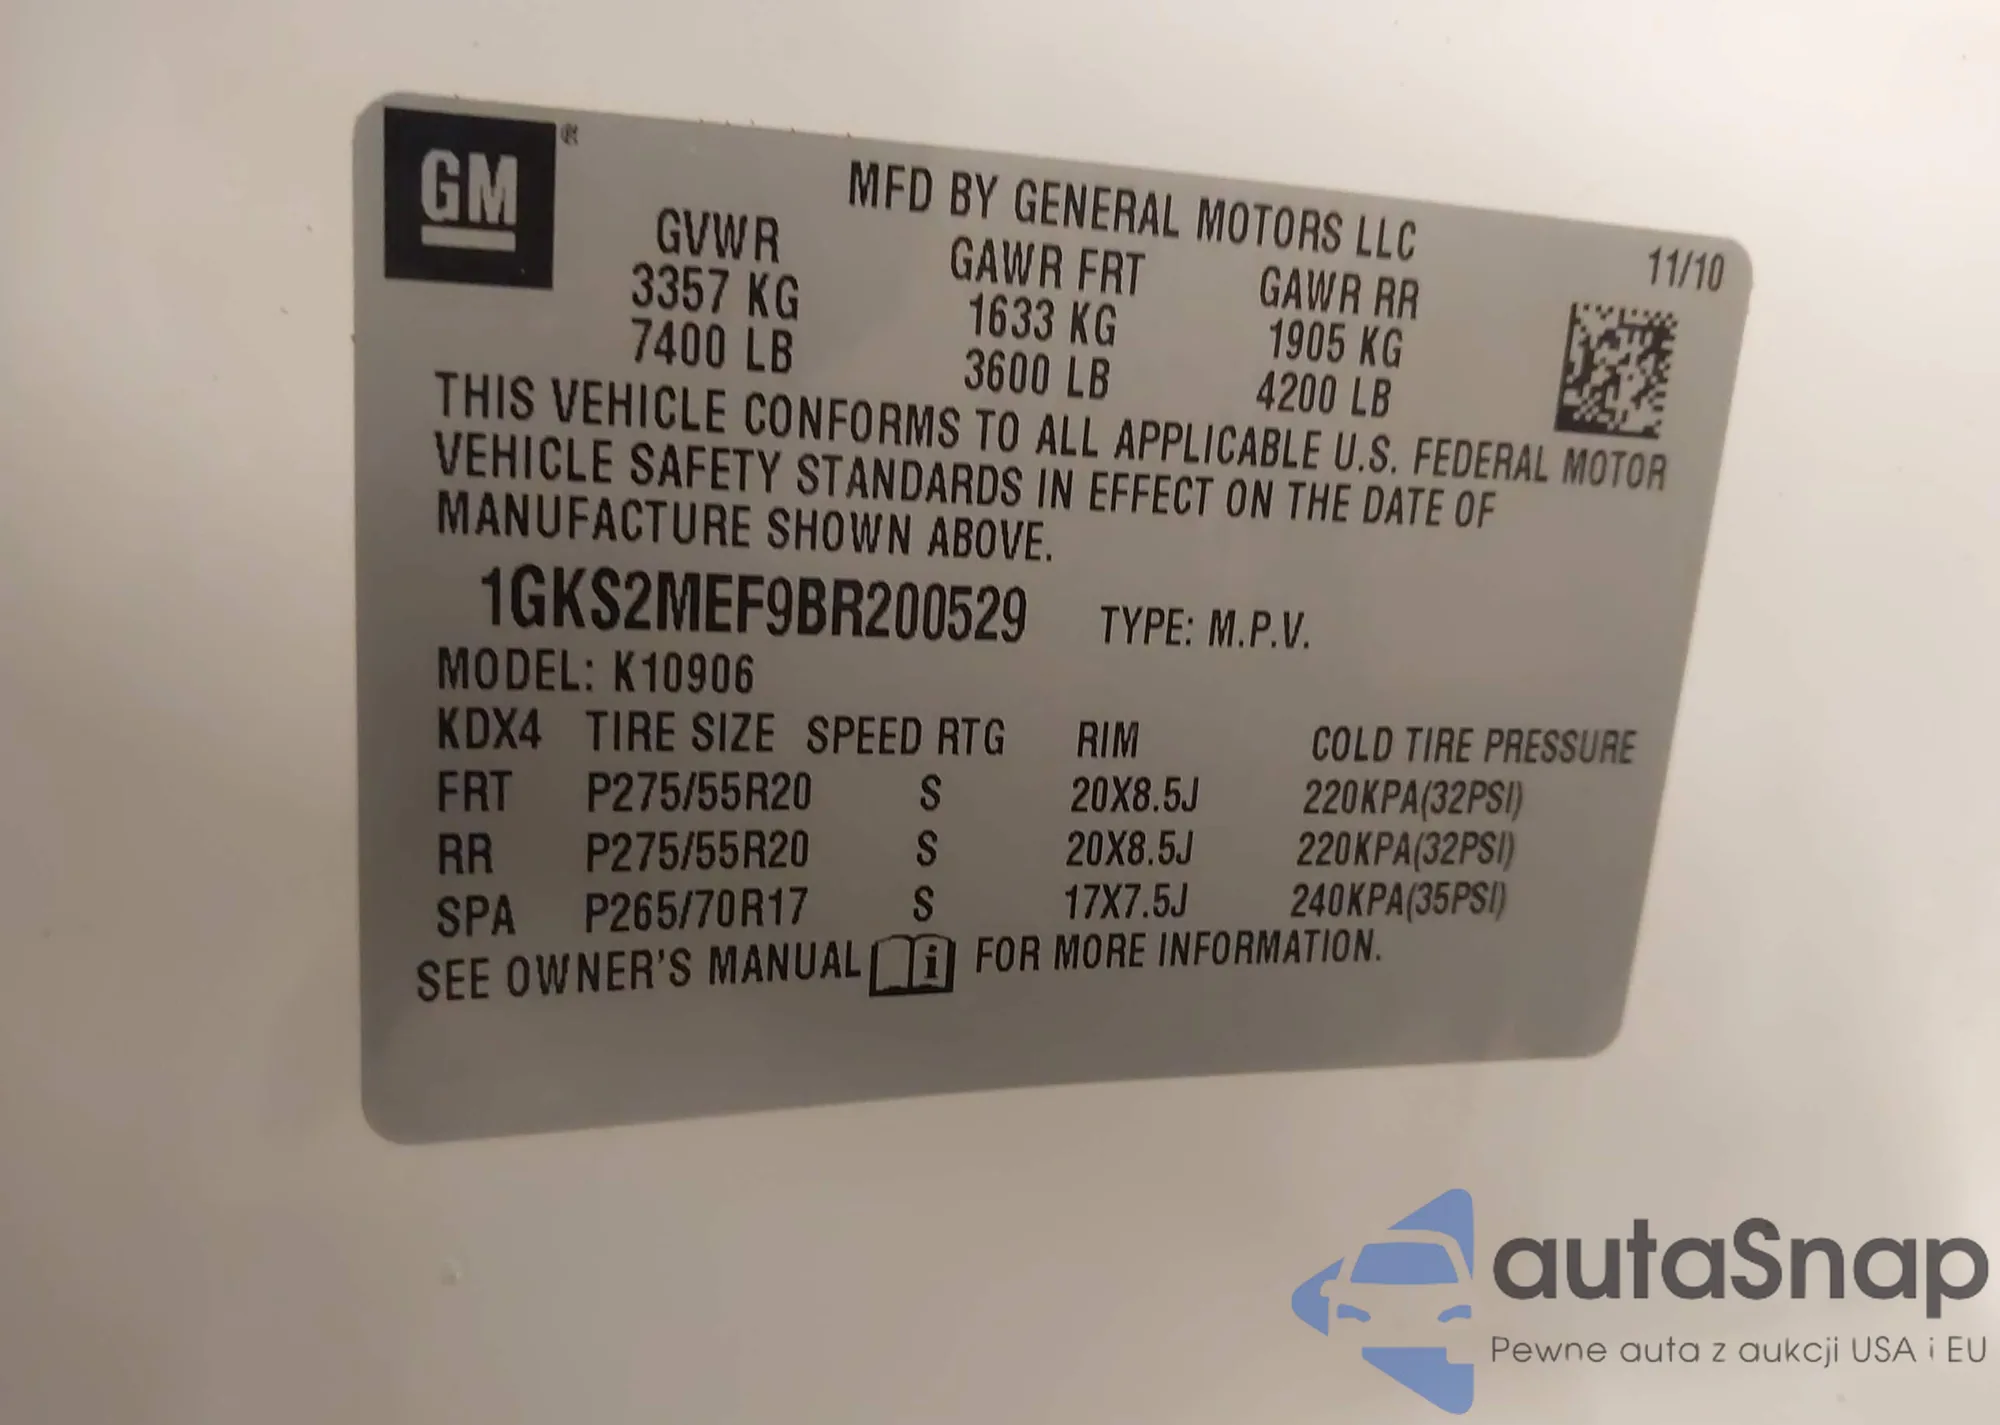 GM®
MFD BY GENERAL MOTORS LLC
11/10
GVWR GAWR FRT GAWR RR
3357 KG 1633 KG 1905 KG
7400 LB 3600 LB 4200 LB
THIS VEHICLE CONFORMS TO ALL APPLICABLE U.S. FEDERAL MOTOR
VEHICLE SAFETY STANDARDS IN EFFECT ON THE DATE OF
MANUFACTURE SHOWN ABOVE.
1GKS2MEF9BR200529 TYPE: M.P.V.
MODEL: K10906
KDX4 TIRE SIZE SPEED RTG RIM COLD TIRE PRESSURE
FRT P275/55R20 S 20X8.5J 220KPA(32PSI)
RR P275/55R20 S 20X8.5J 220KPA(32PSI)
SPA P265/70R17 S 17X7.5J 240KPA(35PSI)
SEE OWNER'S MANUAL i FOR MORE INFORMATION.
autaSnap
Pewne auta z aukcji USA i EU